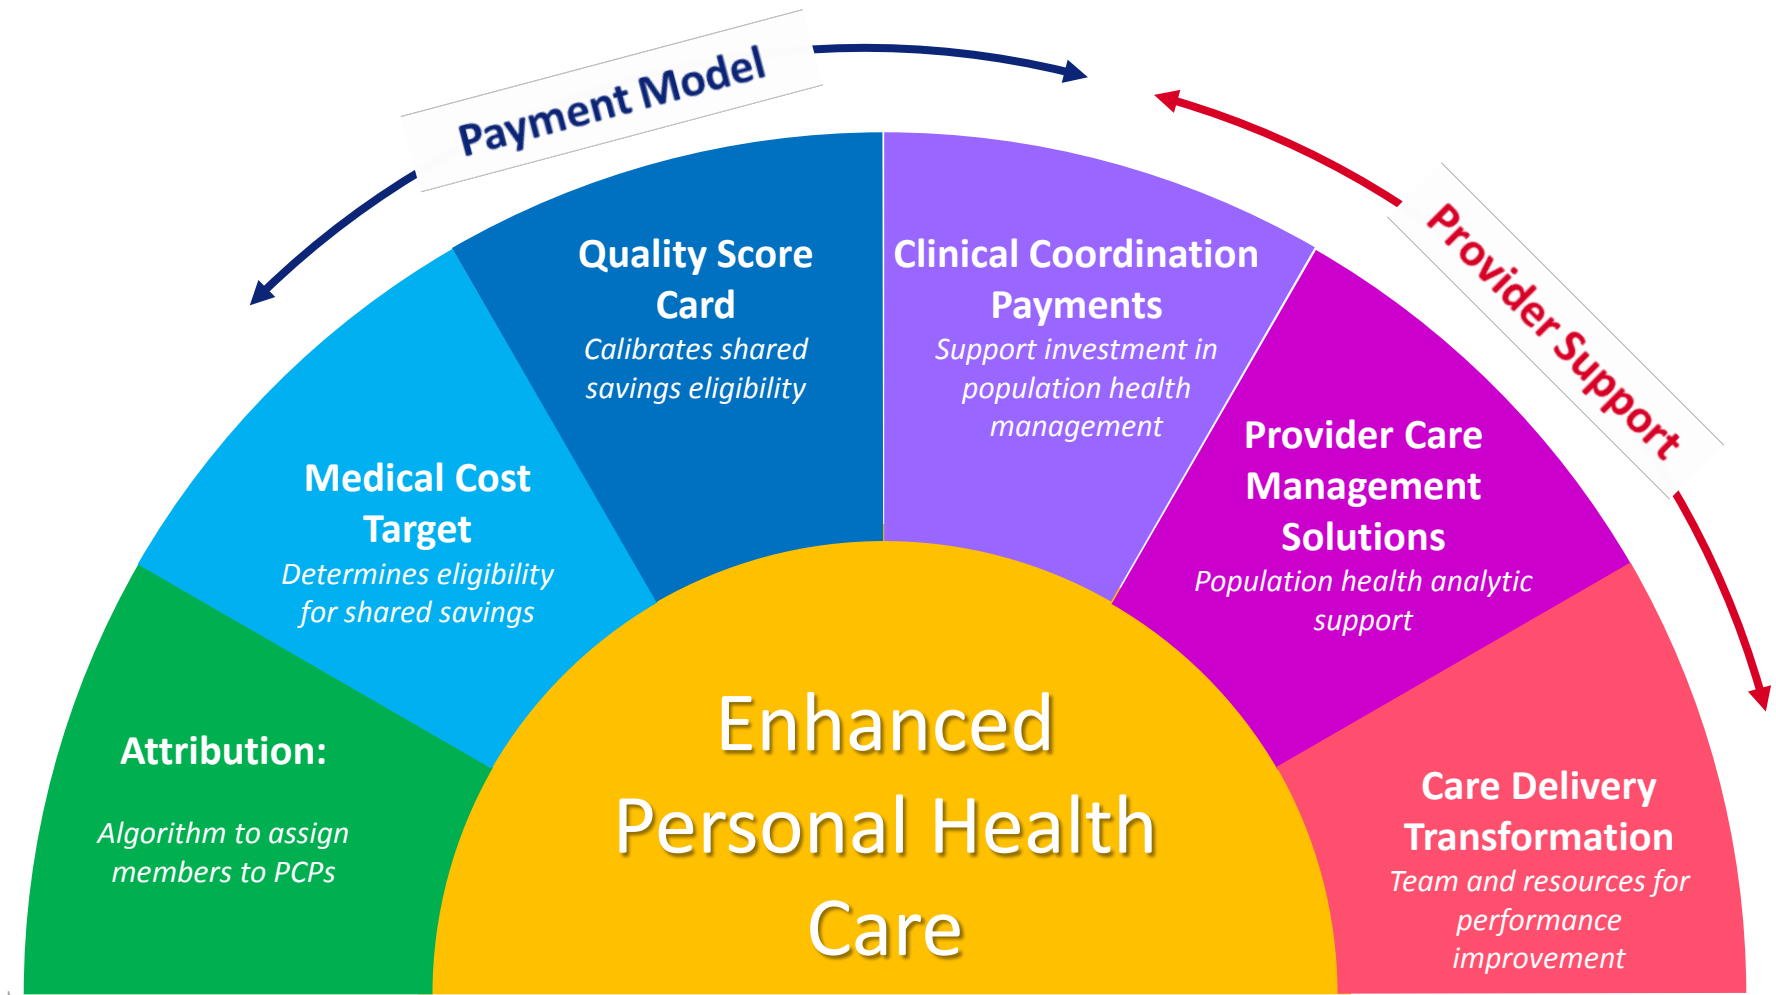 Payment Model
Provider Support
Attribution:
Algorithm to assign
members to PCPs
Medical Cost
Target
Determines eligibility
for shared savings
Quality Score
Card
Calibrates shared
savings eligibility
Clinical Coordination
Payments
Support investment in
population health
management
Provider Care
Management
Solutions
Population health analytic
support
Care Delivery
Transformation
Team and resources for
performance
improvement
Enhanced
Personal Health
Care